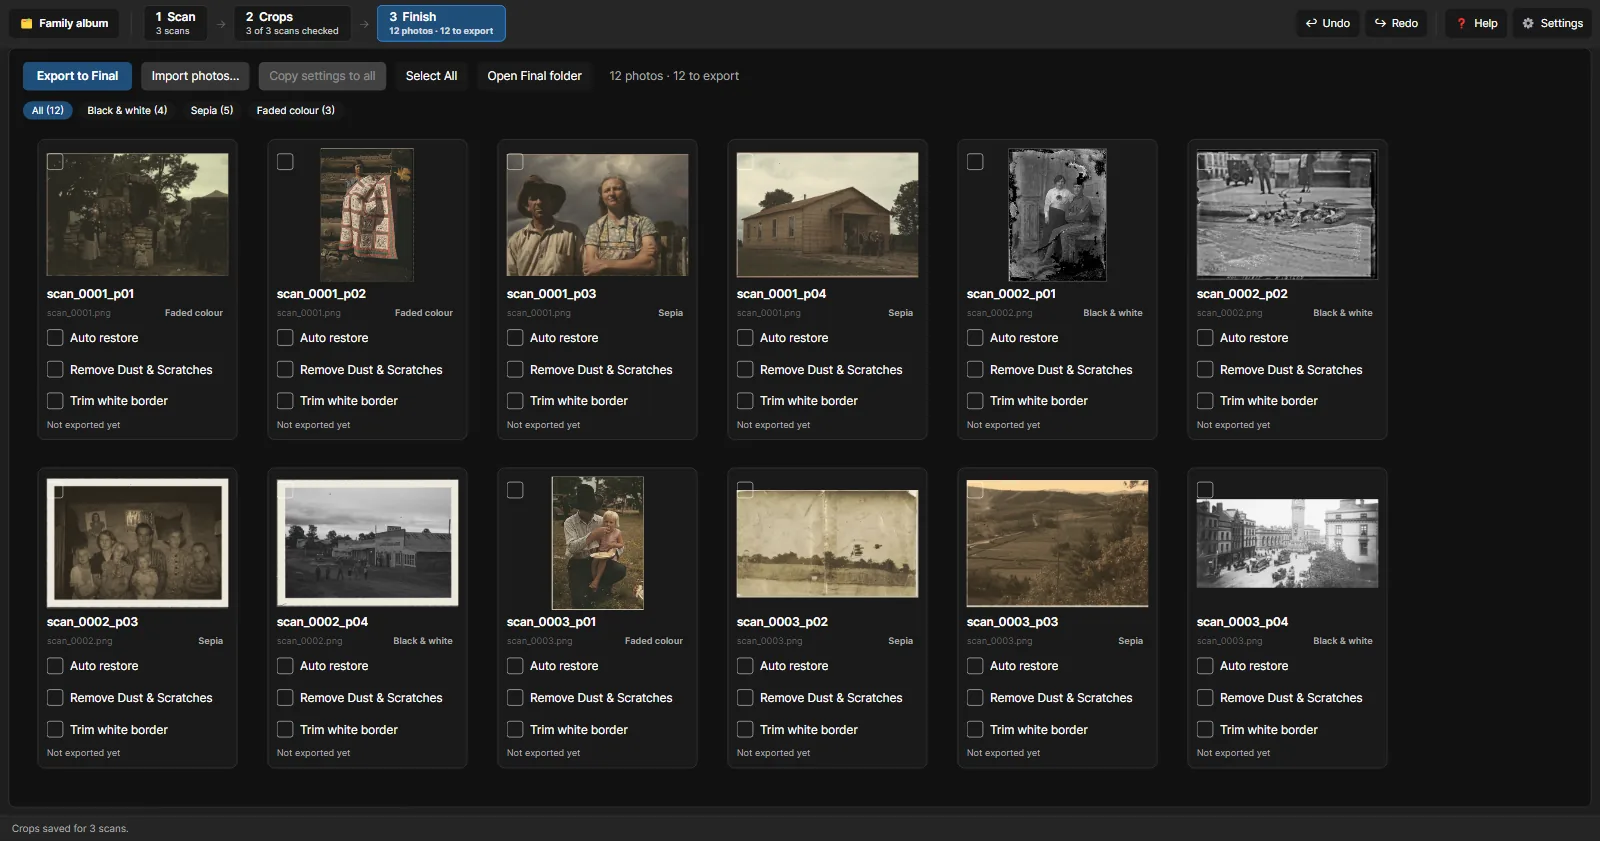 Family album
1 Scan
3 scans
→
2 Crops
3 of 3 scans checked
→
3 Finish
12 photos · 12 to export
Undo
Redo
Help
Settings
Export to Final
Import photos...
Copy settings to all
Select All
Open Final folder
12 photos · 12 to export
All (12)
Black & white (4)
Sepia (5)
Faded colour (3)
scan_0001_p01
scan_0001.png
Faded colour
Auto restore
Remove Dust & Scratches
Trim white border
Not exported yet
scan_0001_p02
scan_0001.png
Faded colour
Auto restore
Remove Dust & Scratches
Trim white border
Not exported yet
scan_0001_p03
scan_0001.png
Sepia
Auto restore
Remove Dust & Scratches
Trim white border
Not exported yet
scan_0001_p04
scan_0001.png
Sepia
Auto restore
Remove Dust & Scratches
Trim white border
Not exported yet
scan_0002_p01
scan_0002.png
Black & white
Auto restore
Remove Dust & Scratches
Trim white border
Not exported yet
scan_0002_p02
scan_0002.png
Black & white
Auto restore
Remove Dust & Scratches
Trim white border
Not exported yet
scan_0002_p03
scan_0002.png
Sepia
Auto restore
Remove Dust & Scratches
Trim white border
Not exported yet
scan_0002_p04
scan_0002.png
Black & white
Auto restore
Remove Dust & Scratches
Trim white border
Not exported yet
scan_0003_p01
scan_0003.png
Faded colour
Auto restore
Remove Dust & Scratches
Trim white border
Not exported yet
scan_0003_p02
scan_0003.png
Sepia
Auto restore
Remove Dust & Scratches
Trim white border
Not exported yet
scan_0003_p03
scan_0003.png
Sepia
Auto restore
Remove Dust & Scratches
Trim white border
Not exported yet
scan_0003_p04
scan_0003.png
Black & white
Auto restore
Remove Dust & Scratches
Trim white border
Not exported yet
Crops saved for 3 scans.